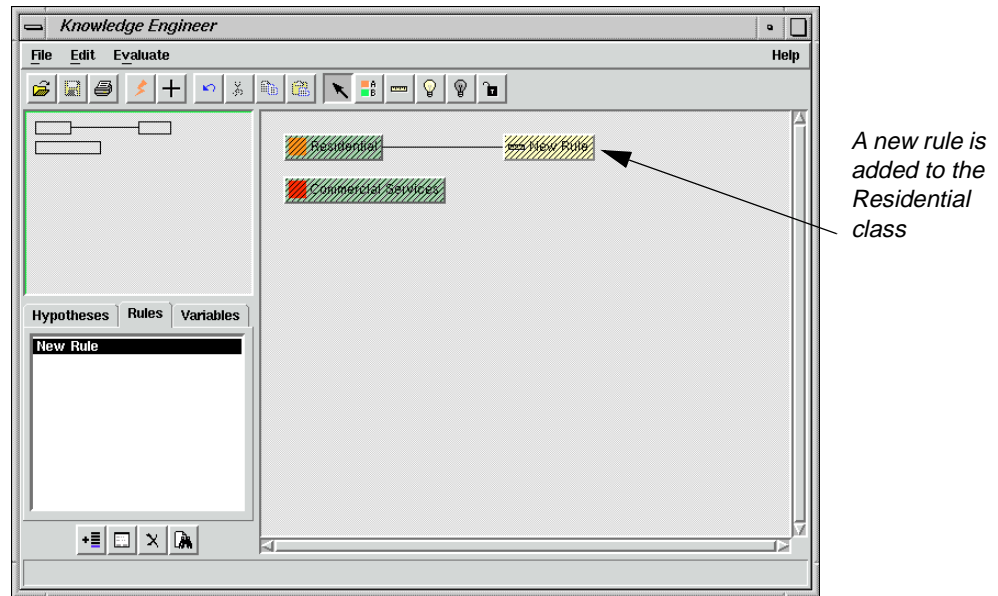 Knowledge Engineer
File Edit Evaluate Help
A
B
Residential
New Rule
Commercial Services
Hypotheses Rules Variables
New Rule
A new rule is
added to the
Residential
class